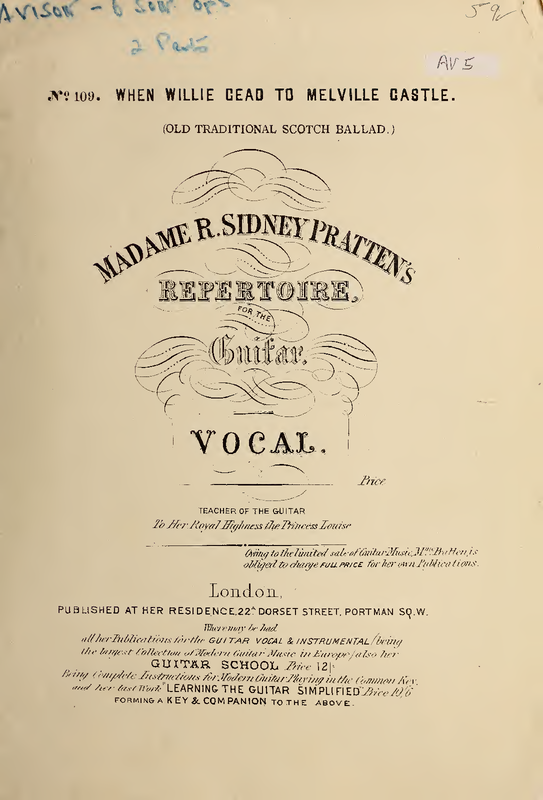 AVISON - 6 Son. Op 5
2 Parts
59/
AV 5
No. 109. WHEN WILLIE GEAD TO MELVILLE CASTLE.
(OLD TRADITIONAL SCOTCH BALLAD.)
MADAME R. SIDNEY PRATTEN'S
REPERTOIRE,
FOR THE
Guitar.
VOCAL.
Price
TEACHER OF THE GUITAR
To Her Royal Highness the Princess Louise
Owing to the limited sale of Guitar Music, Mme. Pratten, is
obliged to charge FULL PRICE for her own Publications.
London,
PUBLISHED AT HER RESIDENCE, 22A DORSET STREET, PORTMAN SQ. W.
Where may be had
all her Publications for the GUITAR VOCAL & INSTRUMENTAL (being
the largest Collection of Modern Guitar Music in Europe) also her
GUITAR SCHOOL Price 12/-
Being Complete Instructions for Modern Guitar Playing in the Common Key,
and her last Work "LEARNING THE GUITAR SIMPLIFIED" Price 10/6
FORMING A KEY & COMPANION TO THE ABOVE.